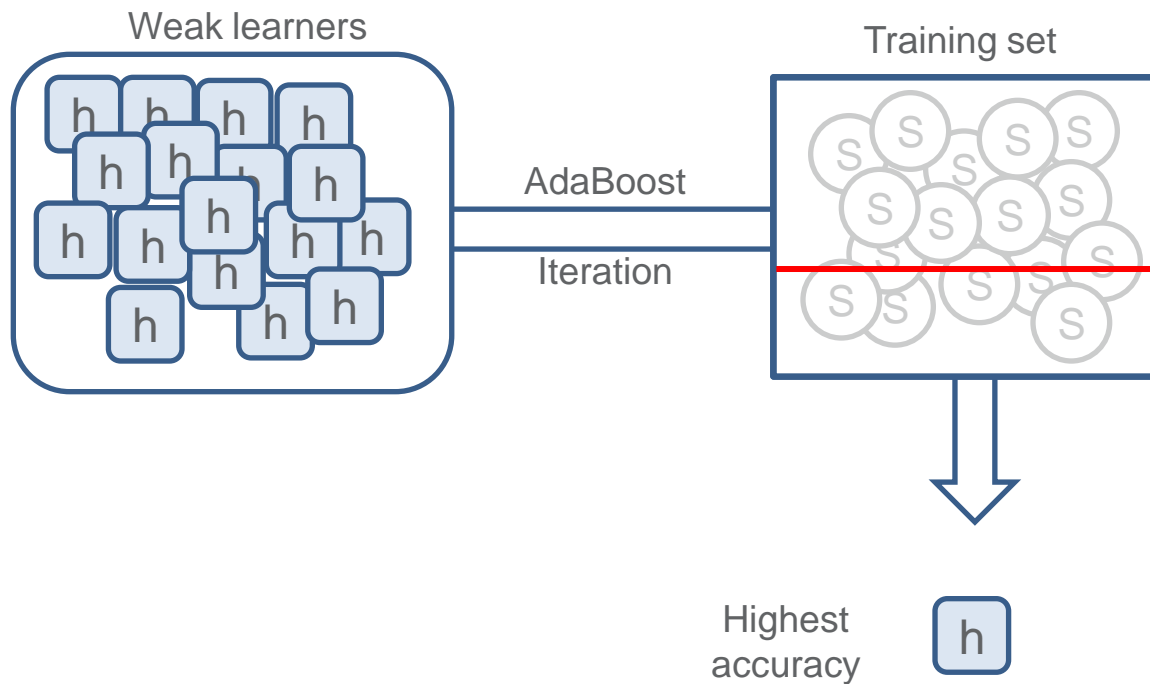 Weak learners
Training set
h h h h
h h h h
h
h h h h
h
h h h
AdaBoost
Iteration
S S S S S
S S S S
S S
S S S S
S
Highest
accuracy
h